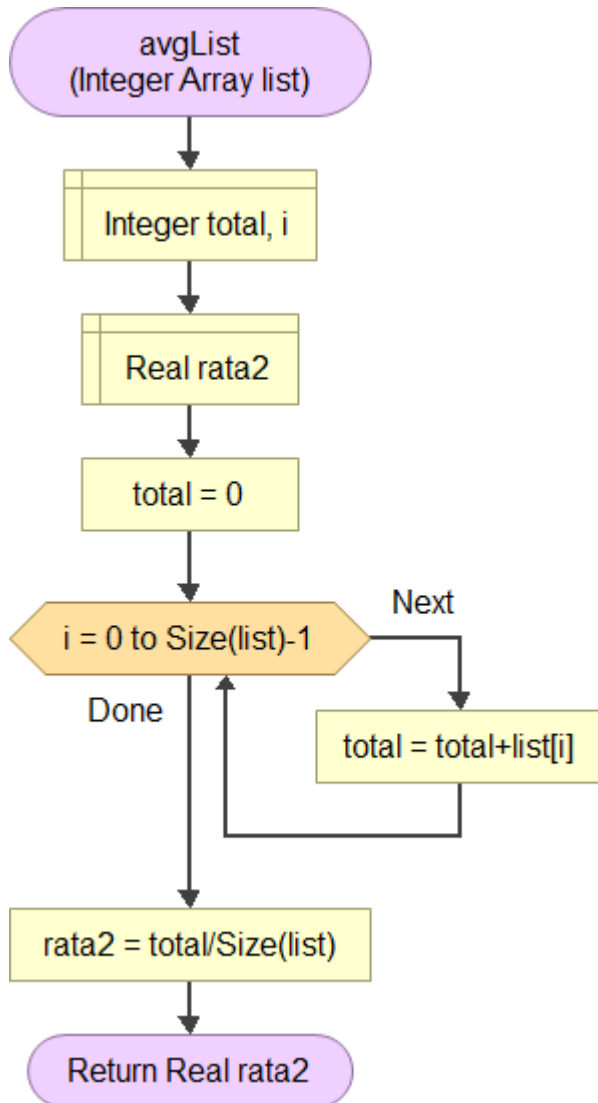 avgList
(Integer Array list)
Integer total, i
Real rata2
total = 0
i = 0 to Size(list)-1
Next
Done
total = total+list[i]
rata2 = total/Size(list)
Return Real rata2